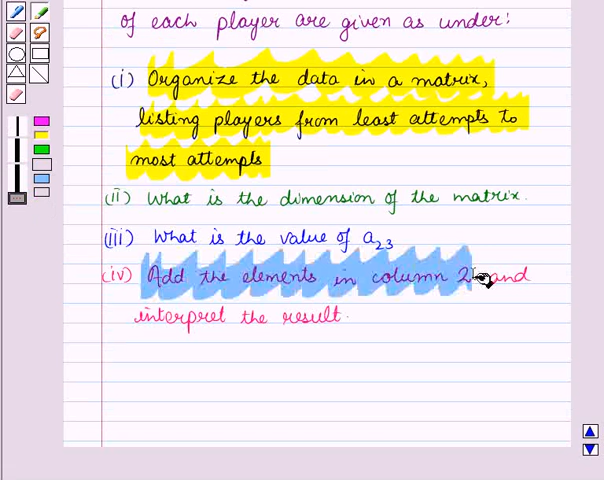 of each player are given as under:
(i) Organize the data in a matrix,
listing players from least attempts to
most attempts
(ii) What is the dimension of the matrix.
(iii) What is the value of a₂₃
(iv) Add the elements in column 2 and
interpret the result.